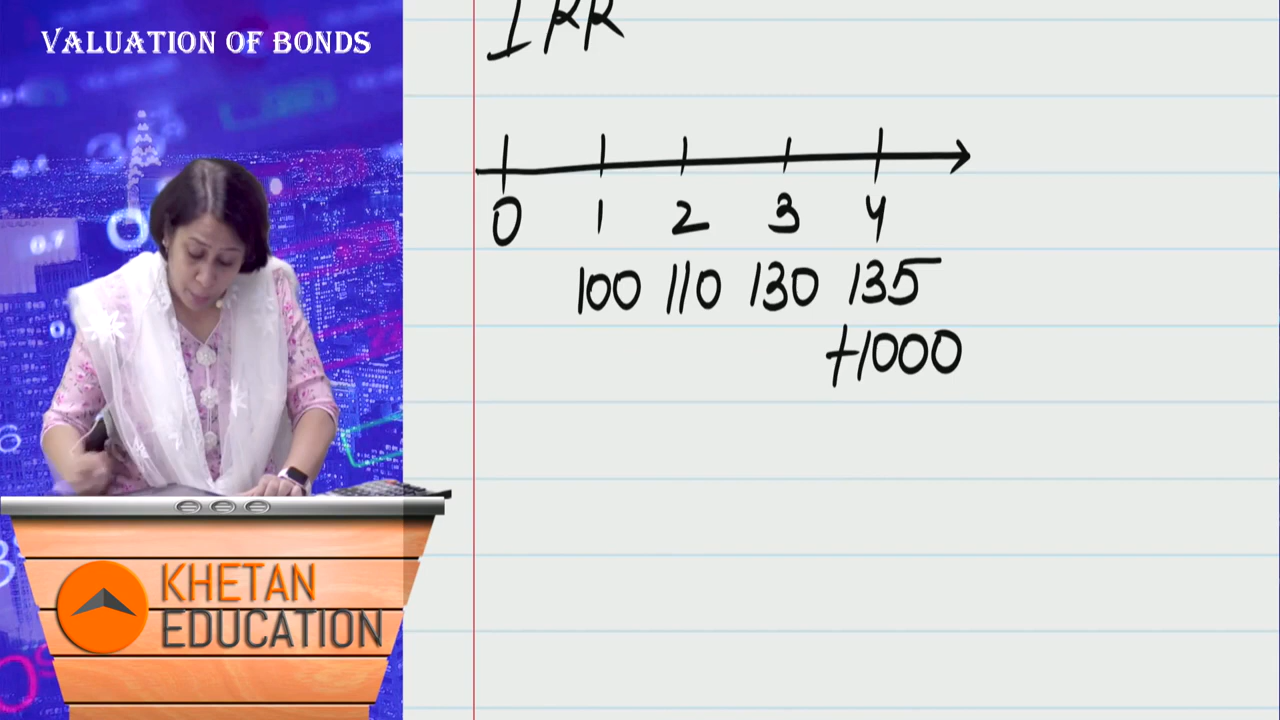 VALUATION OF BONDS
IRR
0 1 2 3 4
100 110 130 135
+1000
KHETAN
EDUCATION